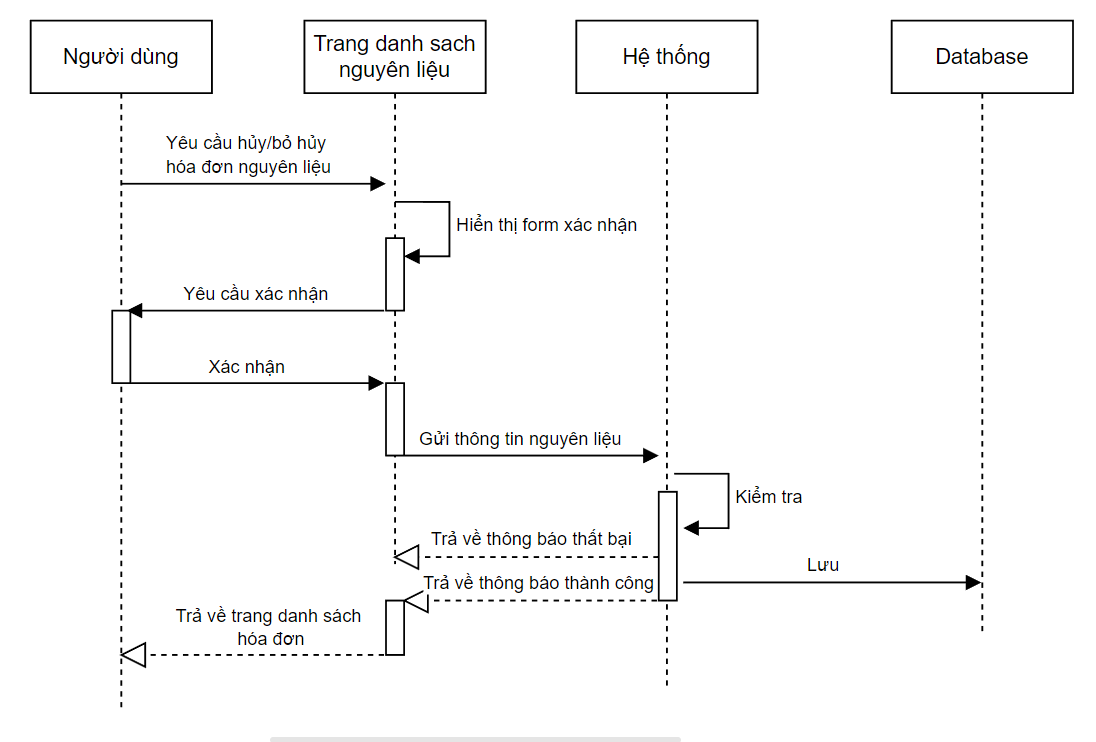 Người dùng
Trang danh sach
nguyên liệu
Hệ thống
Database
Yêu cầu hủy/bỏ hủy
hóa đơn nguyên liệu
Hiển thị form xác nhận
Yêu cầu xác nhận
Xác nhận
Gửi thông tin nguyên liệu
Kiểm tra
Trả về thông báo thất bại
Lưu
Trả về thông báo thành công
Trả về trang danh sách
hóa đơn